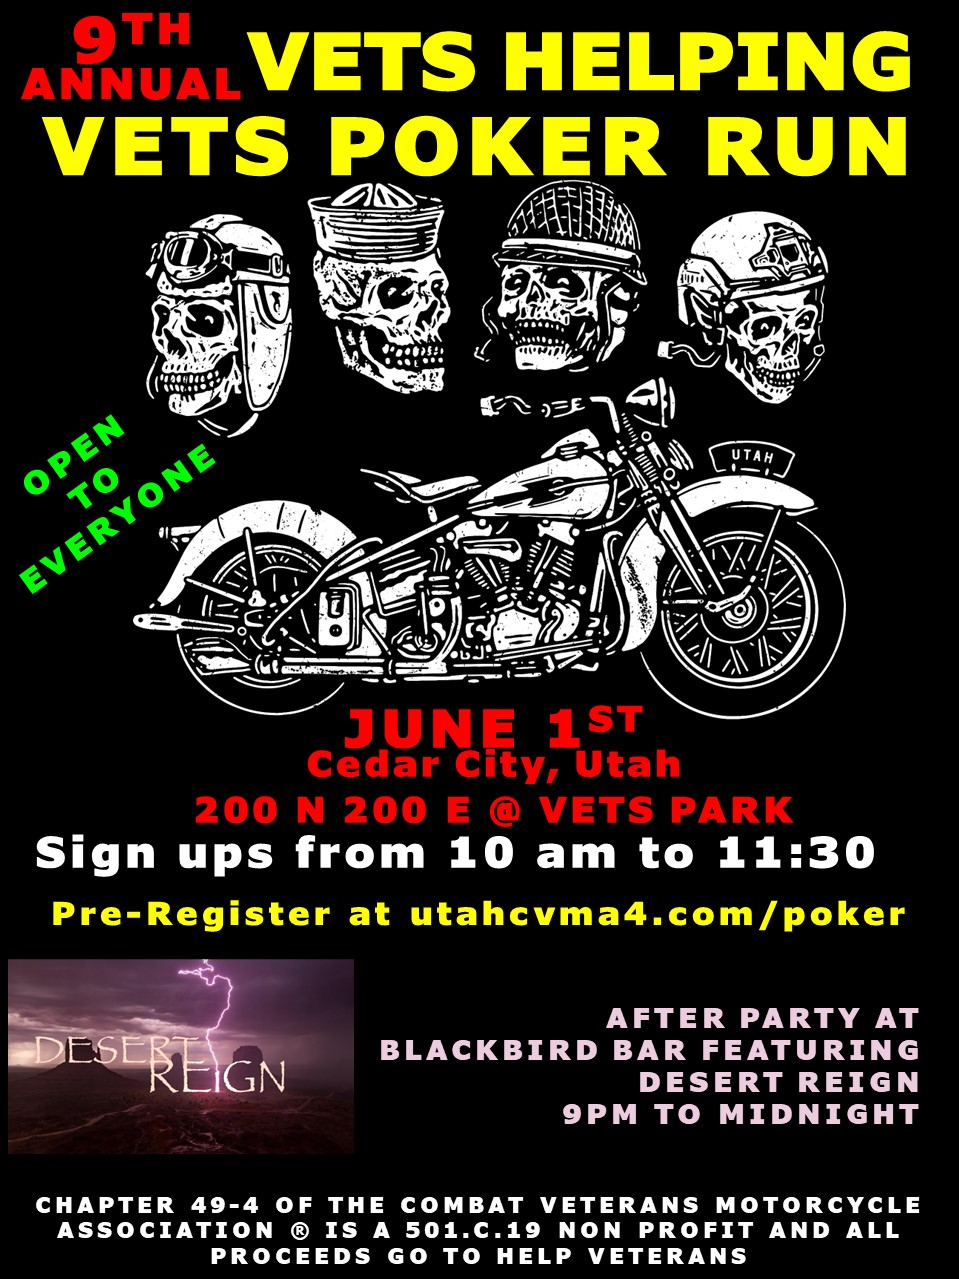 9TH
ANNUAL
VETS HELPING
VETS POKER RUN
OPEN
TO
EVERYONE
UTAH
JUNE 1ST
Cedar City, Utah
200 N 200 E @ VETS PARK
Sign ups from 10 am to 11:30
Pre-Register at utahcvma4.com/poker
DESERT
REIGN
AFTER PARTY AT
BLACKBIRD BAR FEATURING
DESERT REIGN
9PM TO MIDNIGHT
CHAPTER 49-4 OF THE COMBAT VETERANS MOTORCYCLE
ASSOCIATION ® IS A 501.C.19 NON PROFIT AND ALL
PROCEEDS GO TO HELP VETERANS